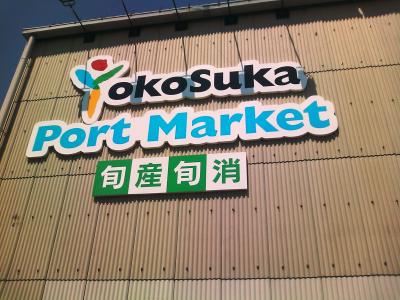 YokoSuka
Port Market
旬産旬消